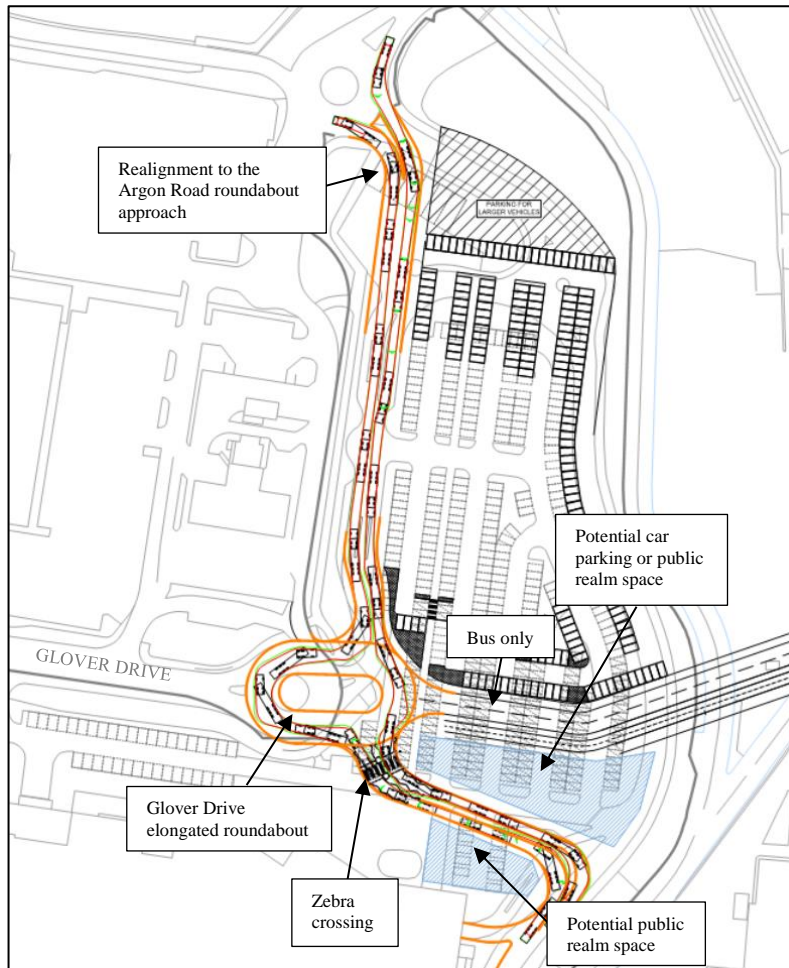 Realignment to the
Argon Road roundabout
approach
PARKING FOR
LARGER VEHICLES
Potential car
parking or public
realm space
Bus only
GLOVER DRIVE
Glover Drive
elongated roundabout
Zebra
crossing
Potential public
realm space